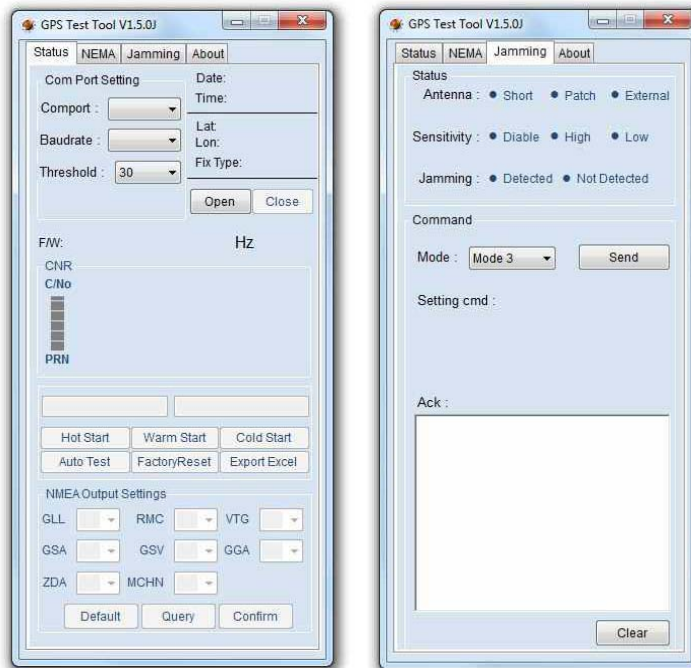 GPS Test Tool V1.5.0J
Status NEMA Jamming About
Com Port Setting
Comport :
Baudrate :
Threshold : 30
Date:
Time:
Lat:
Lon:
Fix Type:
Open Close
F/W: Hz
CNR
C/No
PRN
Hot Start Warm Start Cold Start
Auto Test FactoryReset Export Excel
NMEA Output Settings
GLL RMC VTG
GSA GSV GGA
ZDA MCHN
Default Query Confirm
GPS Test Tool V1.5.0J
Status NEMA Jamming About
Status
Antenna : Short Patch External
Sensitivity : Diable High Low
Jamming : Detected Not Detected
Command
Mode : Mode 3 Send
Setting cmd :
Ack :
Clear